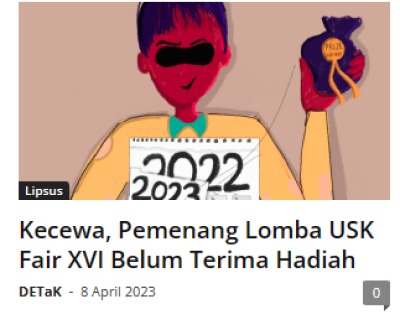 2022
2023
Lipsus
Kecewa, Pemenang Lomba USK
Fair XVI Belum Terima Hadiah
DETaK - 8 April 2023
0